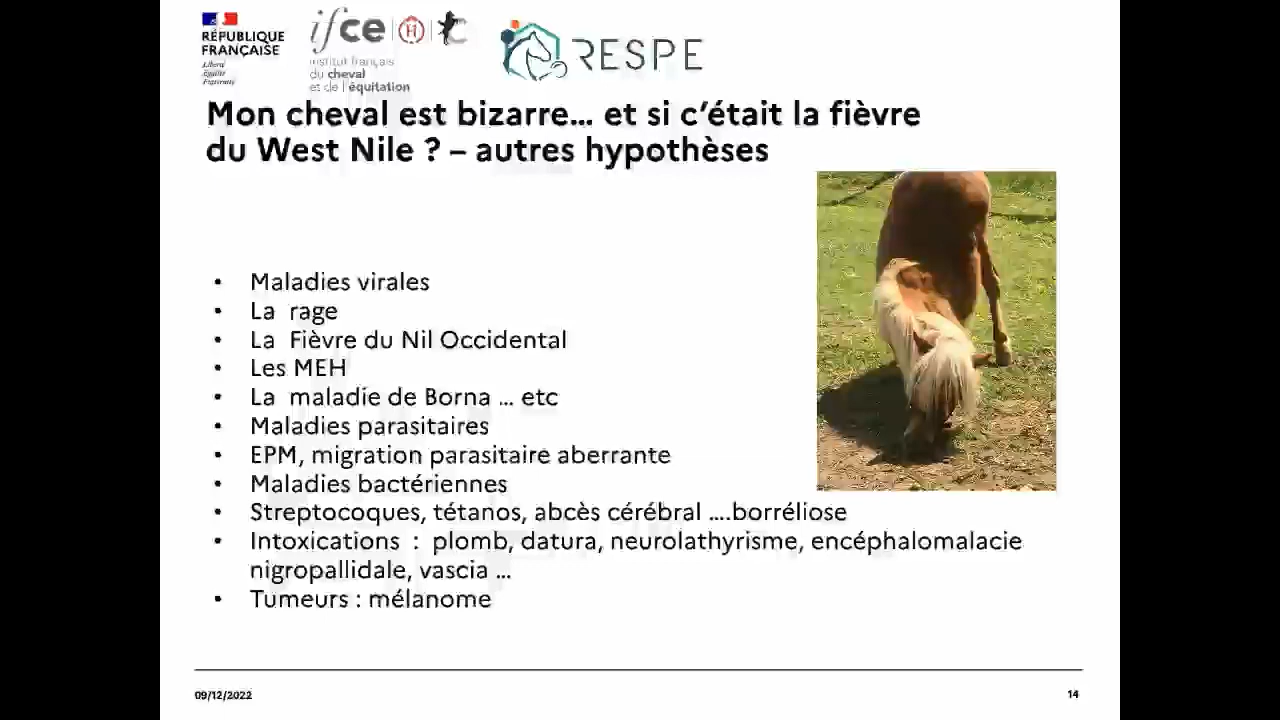 RÉPUBLIQUE
FRANÇAISE
Liberté
Égalité
Fraternité
ifce
institut français
du cheval
et de l'équitation
RESPE
Mon cheval est bizarre... et si c'était la fièvre
du West Nile ? – autres hypothèses
• Maladies virales
• La rage
• La Fièvre du Nil Occidental
• Les MEH
• La maladie de Borna ... etc
• Maladies parasitaires
• EPM, migration parasitaire aberrante
• Maladies bactériennes
• Streptocoques, tétanos, abcès cérébral ....borréliose
• Intoxications : plomb, datura, neurolathyrisme, encéphalomalacie
nigropallidale, vascia ...
• Tumeurs : mélanome
09/12/2022
14